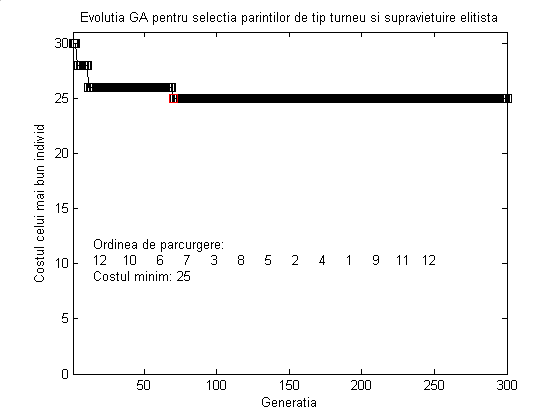 Evolutia GA pentru selectia parintilor de tip turneu si supravietuire elitista
30
25
20
15
10
5
0
Costul celui mai bun individ
Ordinea de parcurgere:
12 10 6 7 3 8 5 2 4 1 9 11 12
Costul minim: 25
50 100 150 200 250 300
Generatia